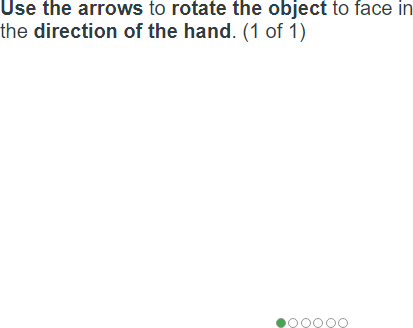 Use the arrows to rotate the object to face in
the direction of the hand. (1 of 1)